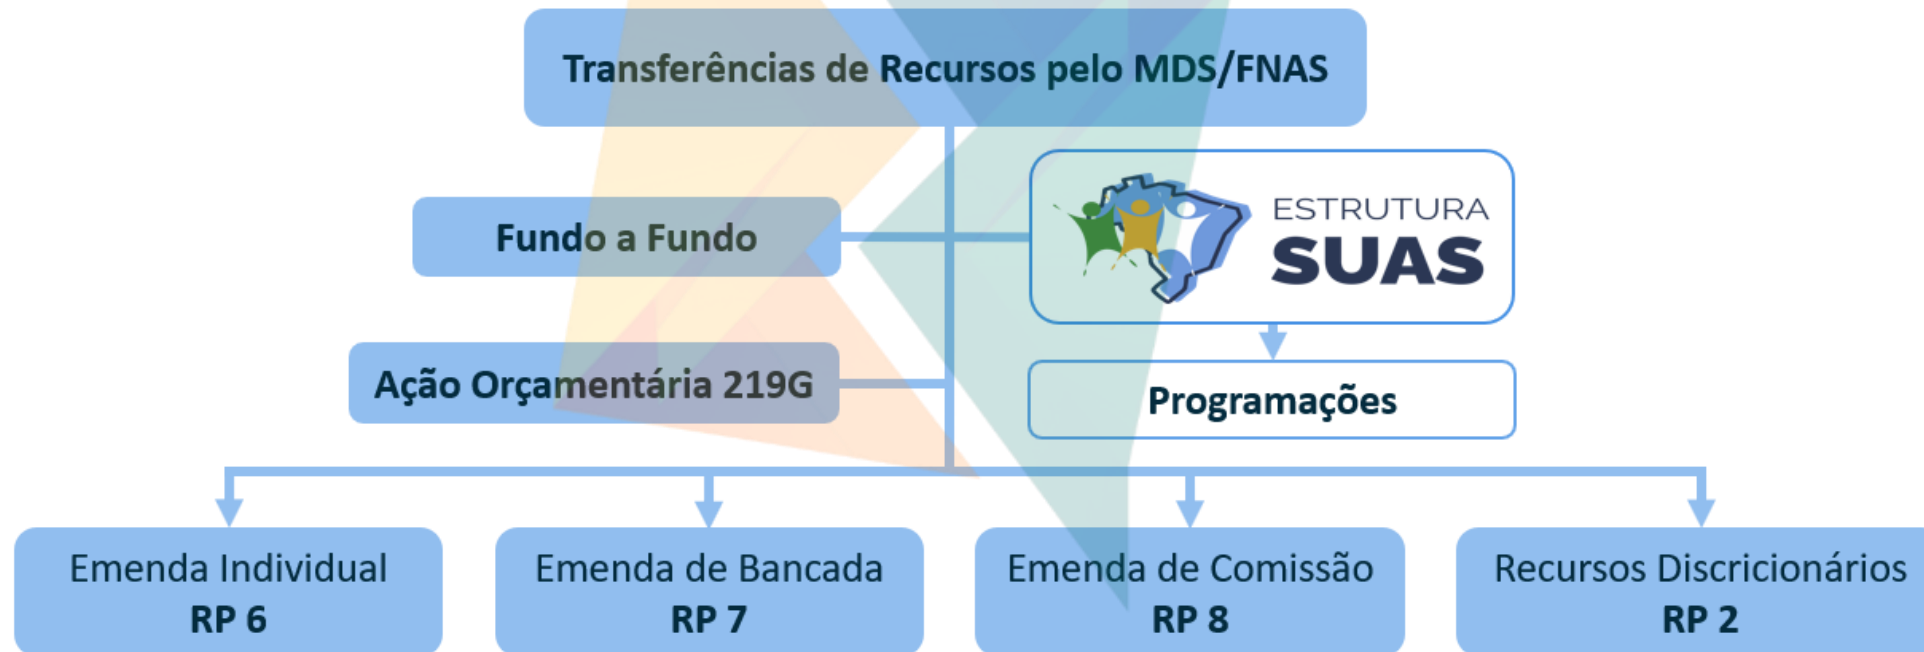 Transferências de Recursos pelo MDS/FNAS
Fundo a Fundo
ESTRUTURA
SUAS
Ação Orçamentária 219G
Programações
Emenda Individual
RP 6
Emenda de Bancada
RP 7
Emenda de Comissão
RP 8
Recursos Discricionários
RP 2